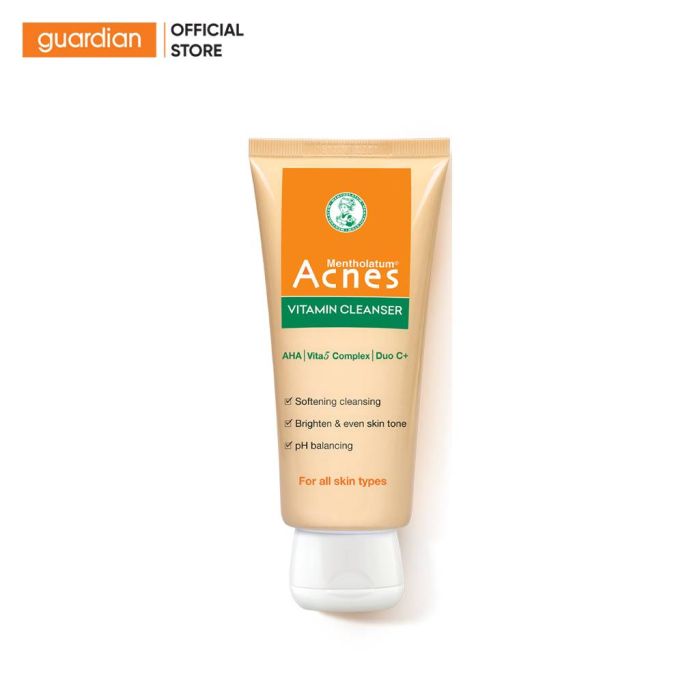 guardian
OFFICIAL
STORE
Mentholatum®
Acnes
VITAMIN CLEANSER
AHA | Vita5 Complex | Duo C+
Softening cleansing
Brighten & even skin tone
pH balancing
For all skin types